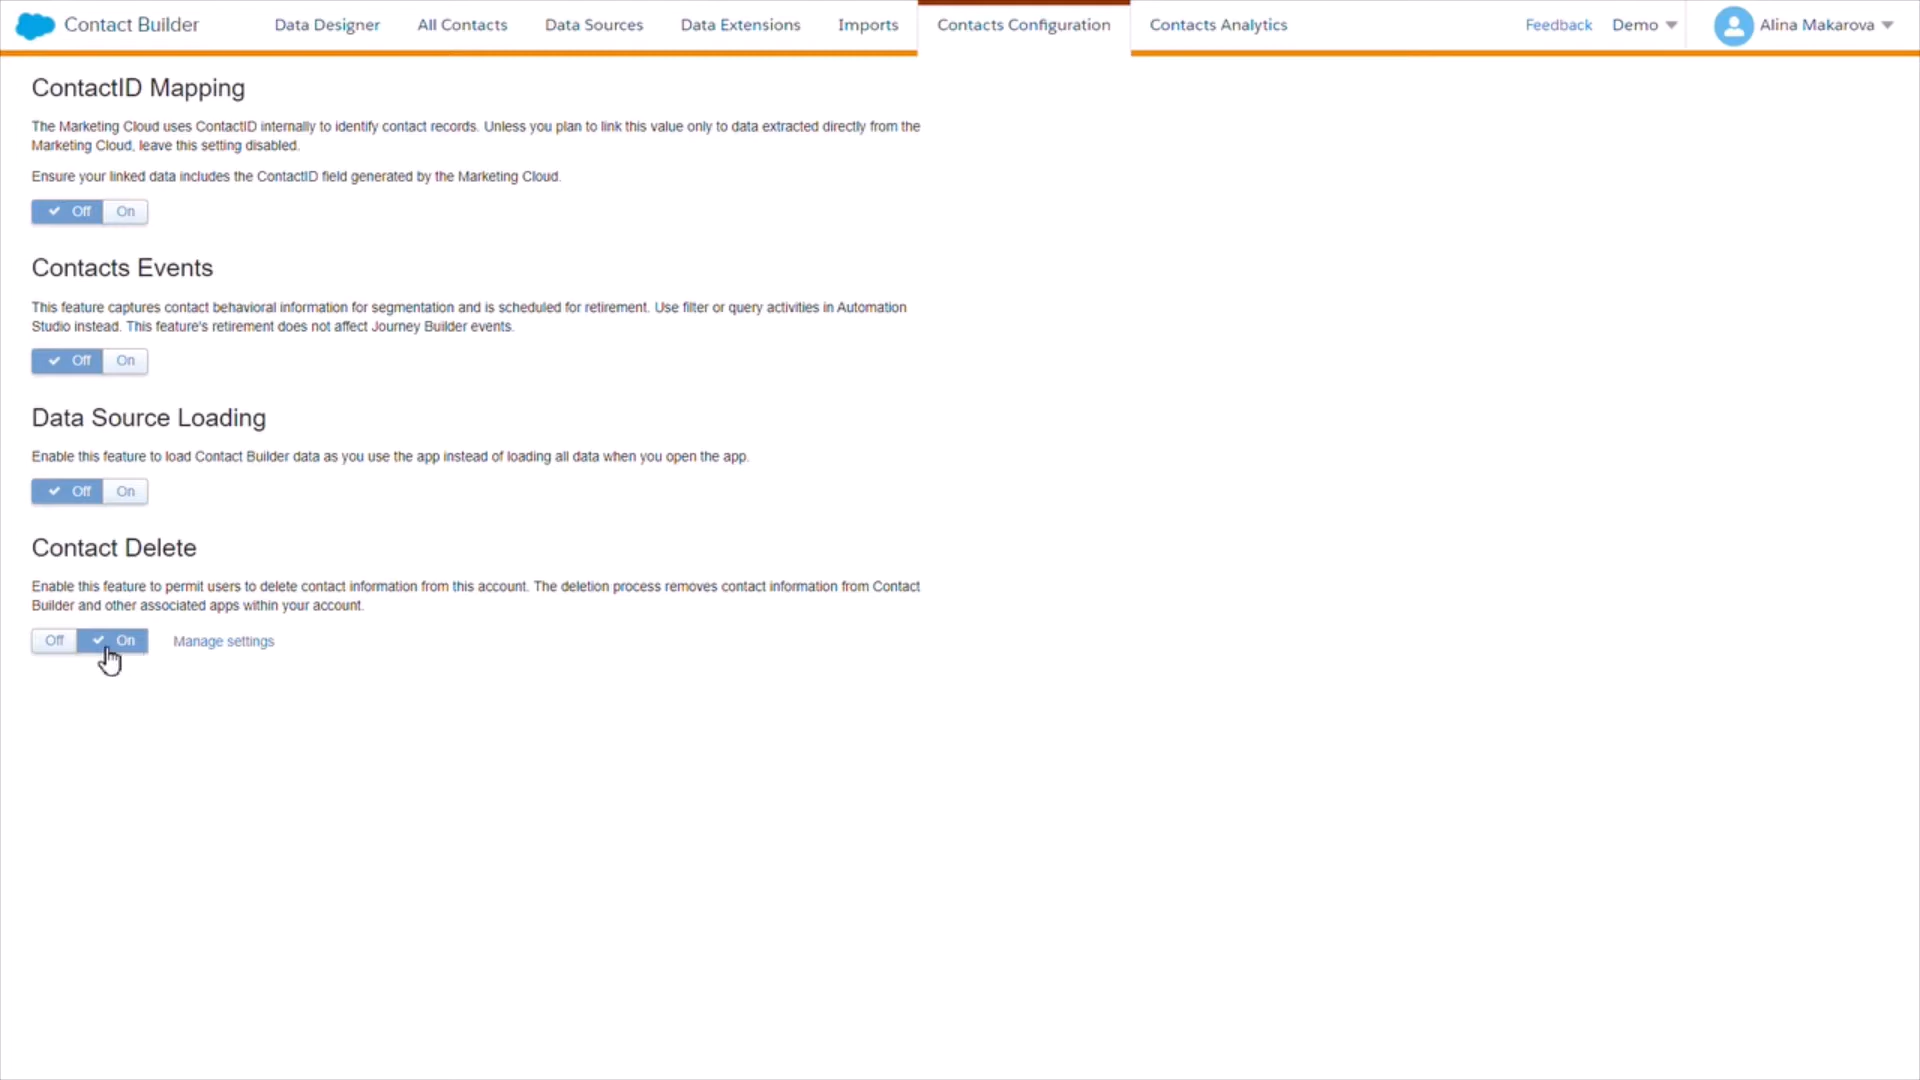 Contact Builder
Data Designer
All Contacts
Data Sources
Data Extensions
Imports
Contacts Configuration
Contacts Analytics
Feedback
Demo
Alina Makarova
ContactID Mapping
The Marketing Cloud uses ContactID internally to identify contact records. Unless you plan to link this value only to data extracted directly from the
Marketing Cloud, leave this setting disabled.
Ensure your linked data includes the ContactID field generated by the Marketing Cloud.
Off On
Contacts Events
This feature captures contact behavioral information for segmentation and is scheduled for retirement. Use filter or query activities in Automation
Studio instead. This feature's retirement does not affect Journey Builder events.
Off On
Data Source Loading
Enable this feature to load Contact Builder data as you use the app instead of loading all data when you open the app.
Off On
Contact Delete
Enable this feature to permit users to delete contact information from this account. The deletion process removes contact information from Contact
Builder and other associated apps within your account.
Off On Manage settings